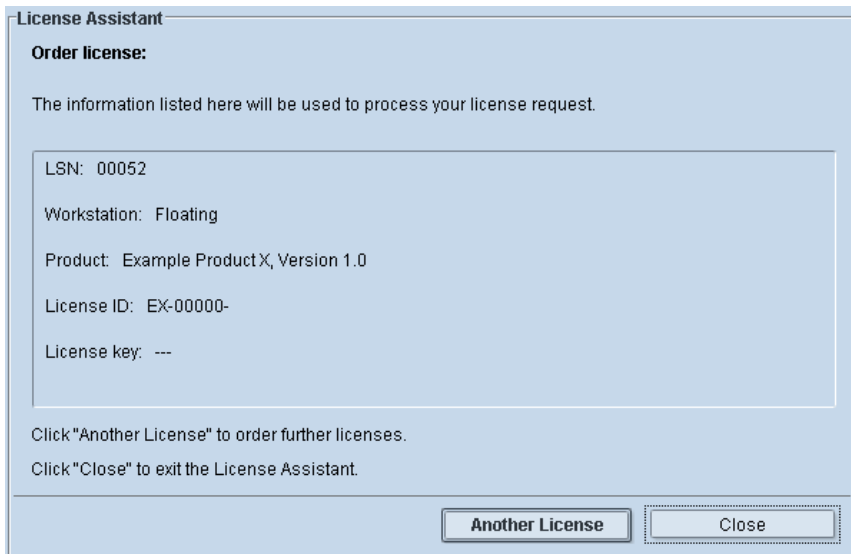 License Assistant
Order license:
The information listed here will be used to process your license request.
LSN: 00052
Workstation: Floating
Product: Example Product X, Version 1.0
License ID: EX-00000-
License key: ---
Click "Another License" to order further licenses.
Click "Close" to exit the License Assistant.
Another License Close